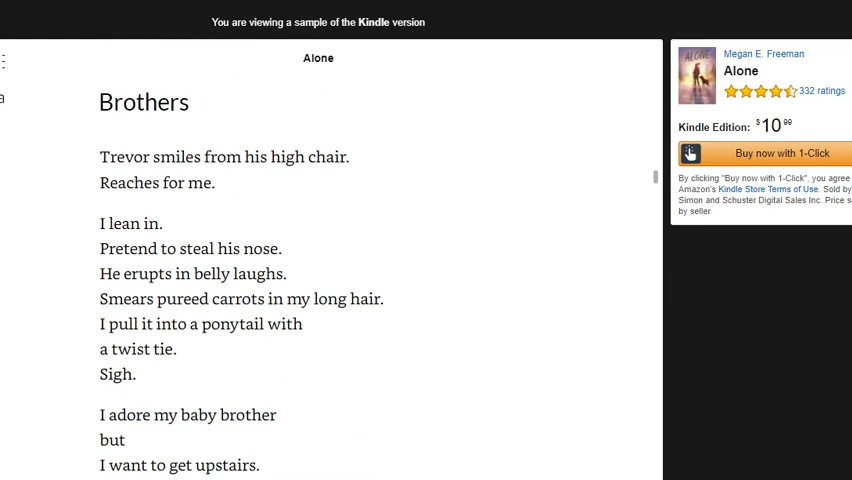 You are viewing a sample of the Kindle version
Alone
Brothers
Trevor smiles from his high chair.
Reaches for me.
I lean in.
Pretend to steal his nose.
He erupts in belly laughs.
Smears pureed carrots in my long hair.
I pull it into a ponytail with
a twist tie.
Sigh.
I adore my baby brother
but
I want to get upstairs.
ALONE
Megan E. Freeman
Alone
332 ratings
Kindle Edition: $10.99
Buy now with 1-Click
By clicking "Buy now with 1-Click", you agree
Amazon's Kindle Store Terms of Use. Sold by
Simon and Schuster Digital Sales Inc. Price s
by seller.